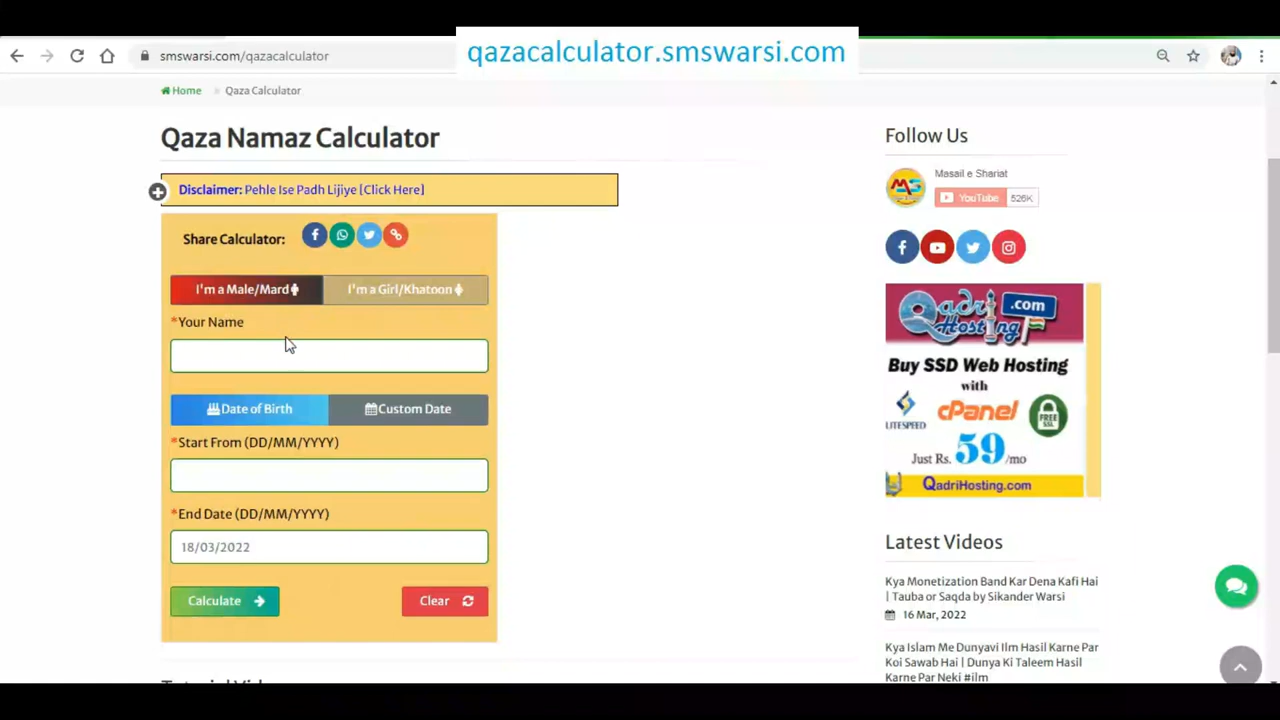 qazacalculator.smswarsi.com
smswarsi.com/qazacalculator
Home » Qaza Calculator
Qaza Namaz Calculator
Disclaimer: Pehle Ise Padh Lijiye [Click Here]
Share Calculator:
I'm a Male/Mard
I'm a Girl/Khatoon
*Your Name
Date of Birth
Custom Date
*Start From (DD/MM/YYYY)
*End Date (DD/MM/YYYY)
18/03/2022
Calculate
Clear
Follow Us
MS
Masail e Shariat
YouTube 526K
Qadri .com
Hosting
Buy SSD Web Hosting
with
LITESPEED
cPanel
FREE
SSL
Just Rs. 59 /mo
QadriHosting.com
Latest Videos
Kya Monetization Band Kar Dena Kafi Hai
| Tauba or Saqda by Sikander Warsi
16 Mar, 2022
Kya Islam Me Dunyavi Ilm Hasil Karne Par
Koi Sawab Hai | Dunya Ki Taleem Hasil
Karne Par Neki #ilm